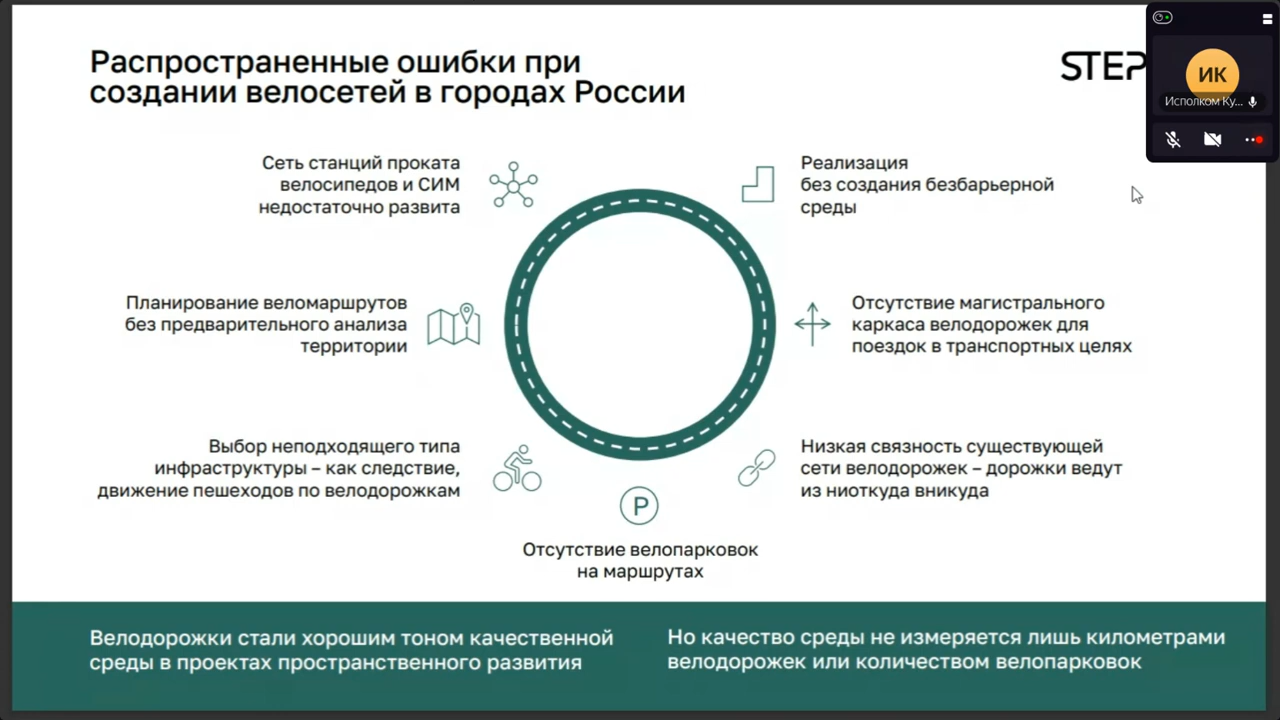 Распространенные ошибки при
создании велосетей в городах России
STEP
ИК
Исполком Ку...
Сеть станций проката
велосипедов и СИМ
недостаточно развита
Реализация
без создания безбарьерной
среды
Планирование веломаршрутов
без предварительного анализа
территории
Отсутствие магистрального
каркаса велодорожек для
поездок в транспортных целях
Выбор неподходящего типа
инфраструктуры – как следствие,
движение пешеходов по велодорожкам
Низкая связность существующей
сети велодорожек – дорожки ведут
из ниоткуда вникуда
P
Отсутствие велопарковок
на маршрутах
Велодорожки стали хорошим тоном качественной
среды в проектах пространственного развития
Но качество среды не измеряется лишь километрами
велодорожек или количеством велопарковок